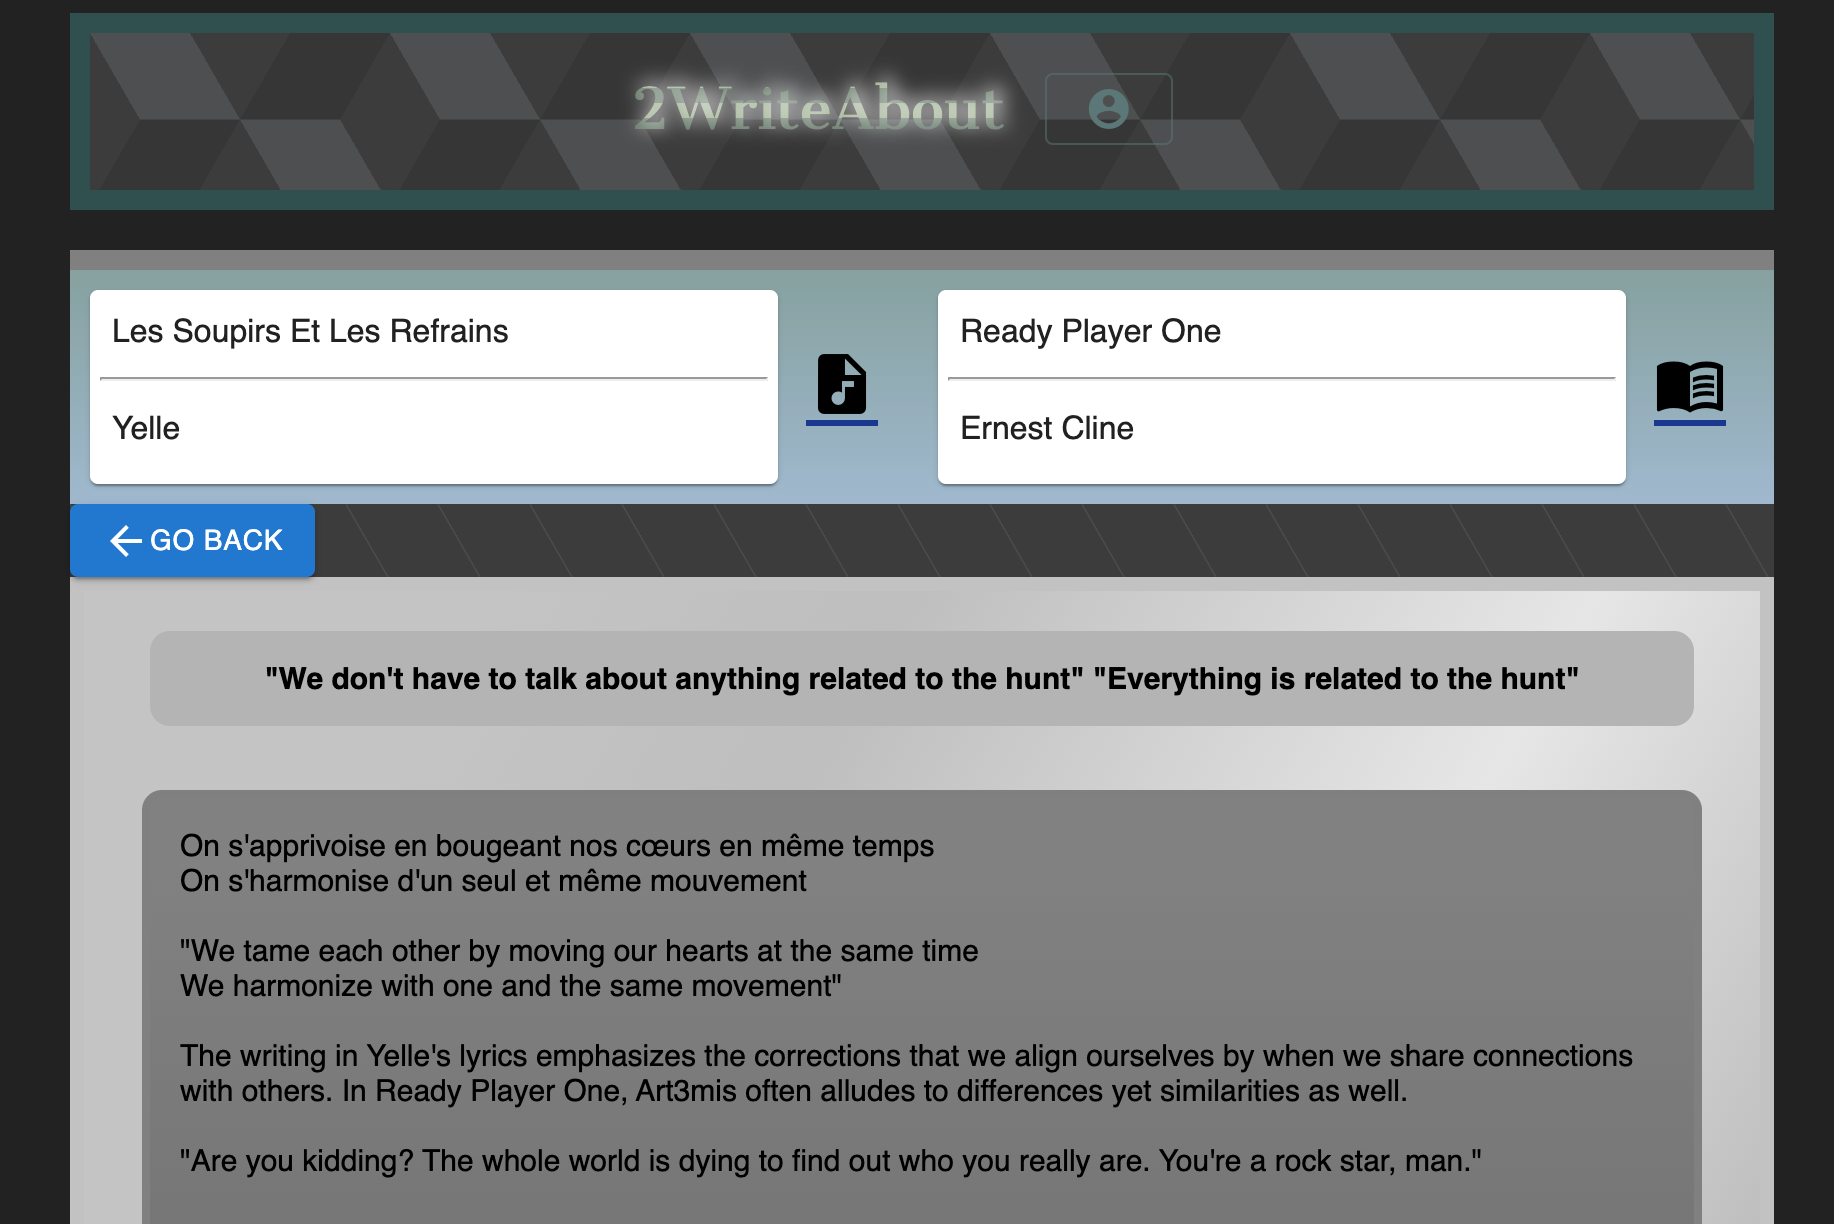 2WriteAbout
Les Soupirs Et Les Refrains
Yelle
Ready Player One
Ernest Cline
GO BACK
"We don't have to talk about anything related to the hunt" "Everything is related to the hunt"
On s'apprivoise en bougeant nos cœurs en même temps
On s'harmonise d'un seul et même mouvement
"We tame each other by moving our hearts at the same time
We harmonize with one and the same movement"
The writing in Yelle's lyrics emphasizes the corrections that we align ourselves by when we share connections
with others. In Ready Player One, Art3mis often alludes to differences yet similarities as well.
"Are you kidding? The whole world is dying to find out who you really are. You're a rock star, man."